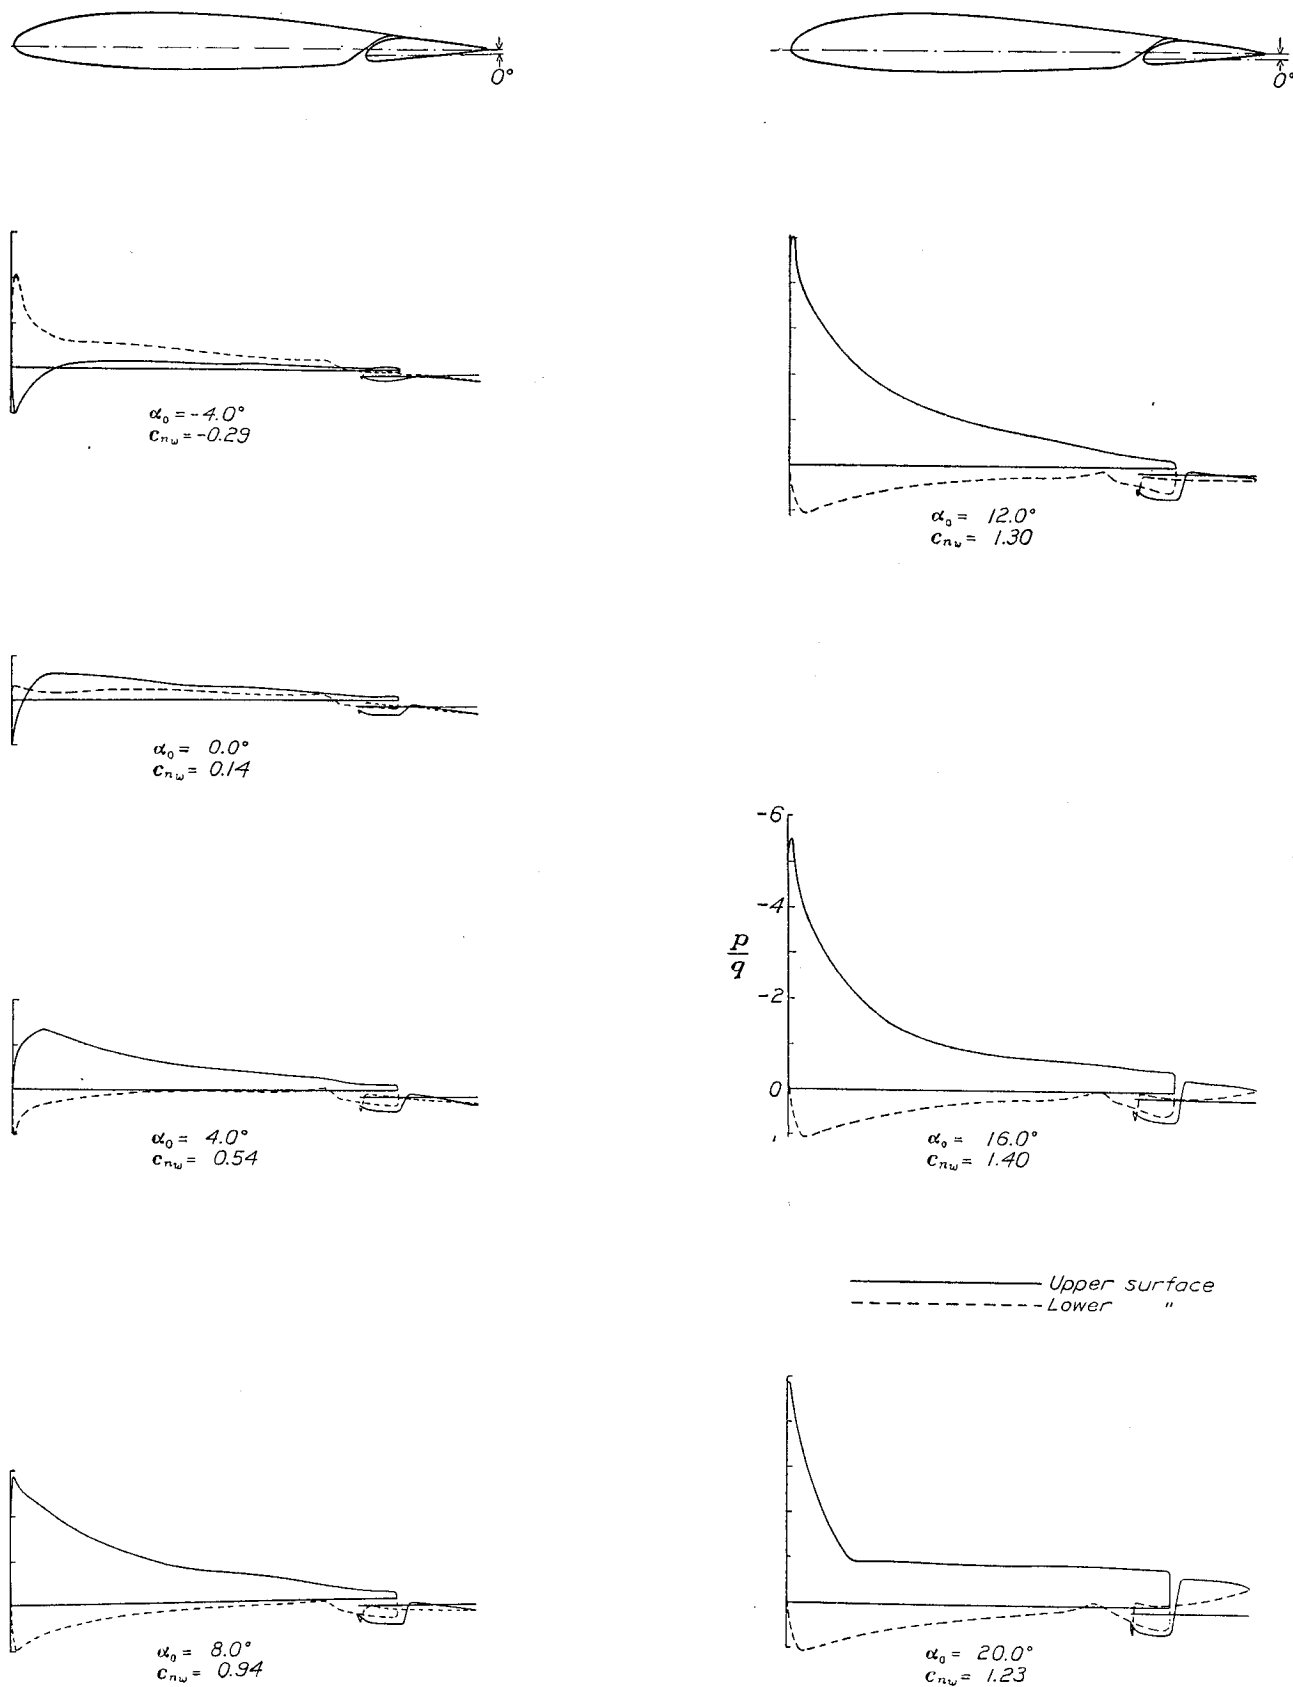 0°
0°
α₀ = -4.0°
cₙw = -0.29
α₀ = 12.0°
cₙw = 1.30
α₀ = 0.0°
cₙw = 0.14
-6
-4
p/q
-2
0
α₀ = 4.0°
cₙw = 0.54
α₀ = 16.0°
cₙw = 1.40
Upper surface
Lower "
α₀ = 8.0°
cₙw = 0.94
α₀ = 20.0°
cₙw = 1.23